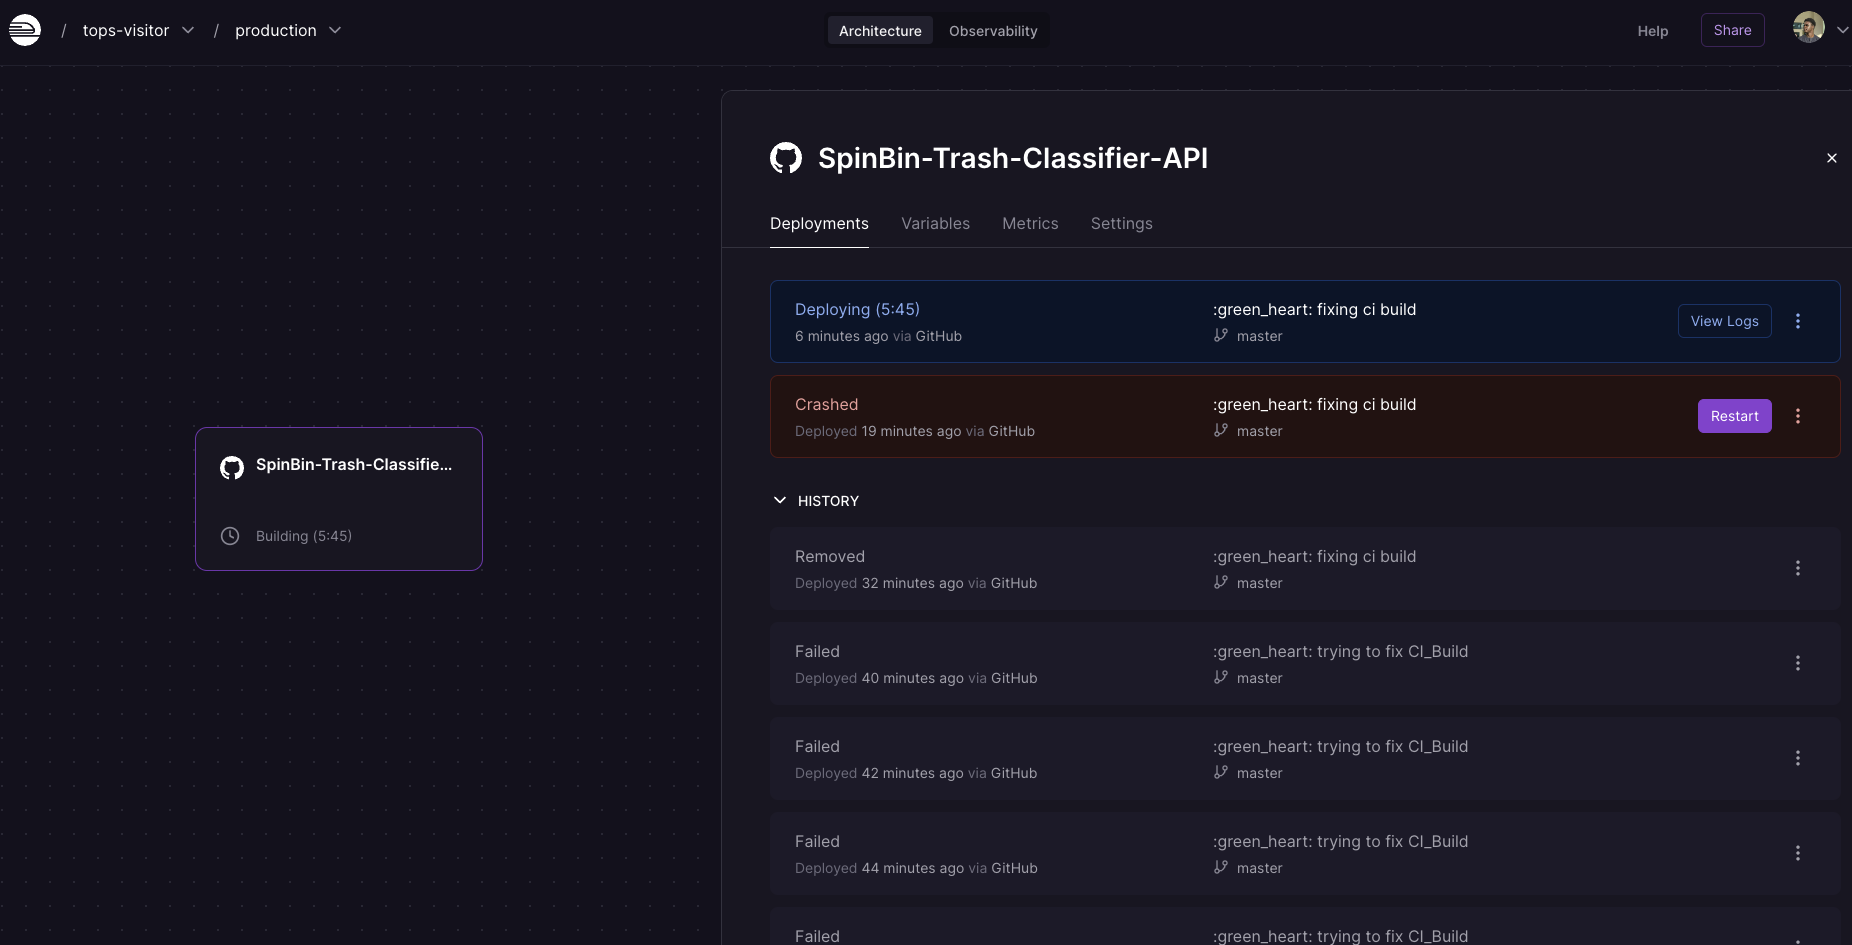 / tops-visitor / production
Architecture Observability
Help Share
SpinBin-Trash-Classifie...
Building (5:45)
SpinBin-Trash-Classifier-API
Deployments Variables Metrics Settings
Deploying (5:45) :green_heart: fixing ci build View Logs
6 minutes ago via GitHub master
Crashed :green_heart: fixing ci build Restart
Deployed 19 minutes ago via GitHub master
HISTORY
Removed :green_heart: fixing ci build
Deployed 32 minutes ago via GitHub master
Failed :green_heart: trying to fix CI_Build
Deployed 40 minutes ago via GitHub master
Failed :green_heart: trying to fix CI_Build
Deployed 42 minutes ago via GitHub master
Failed :green_heart: trying to fix CI_Build
Deployed 44 minutes ago via GitHub master
Failed :green_heart: trying to fix CI_Build